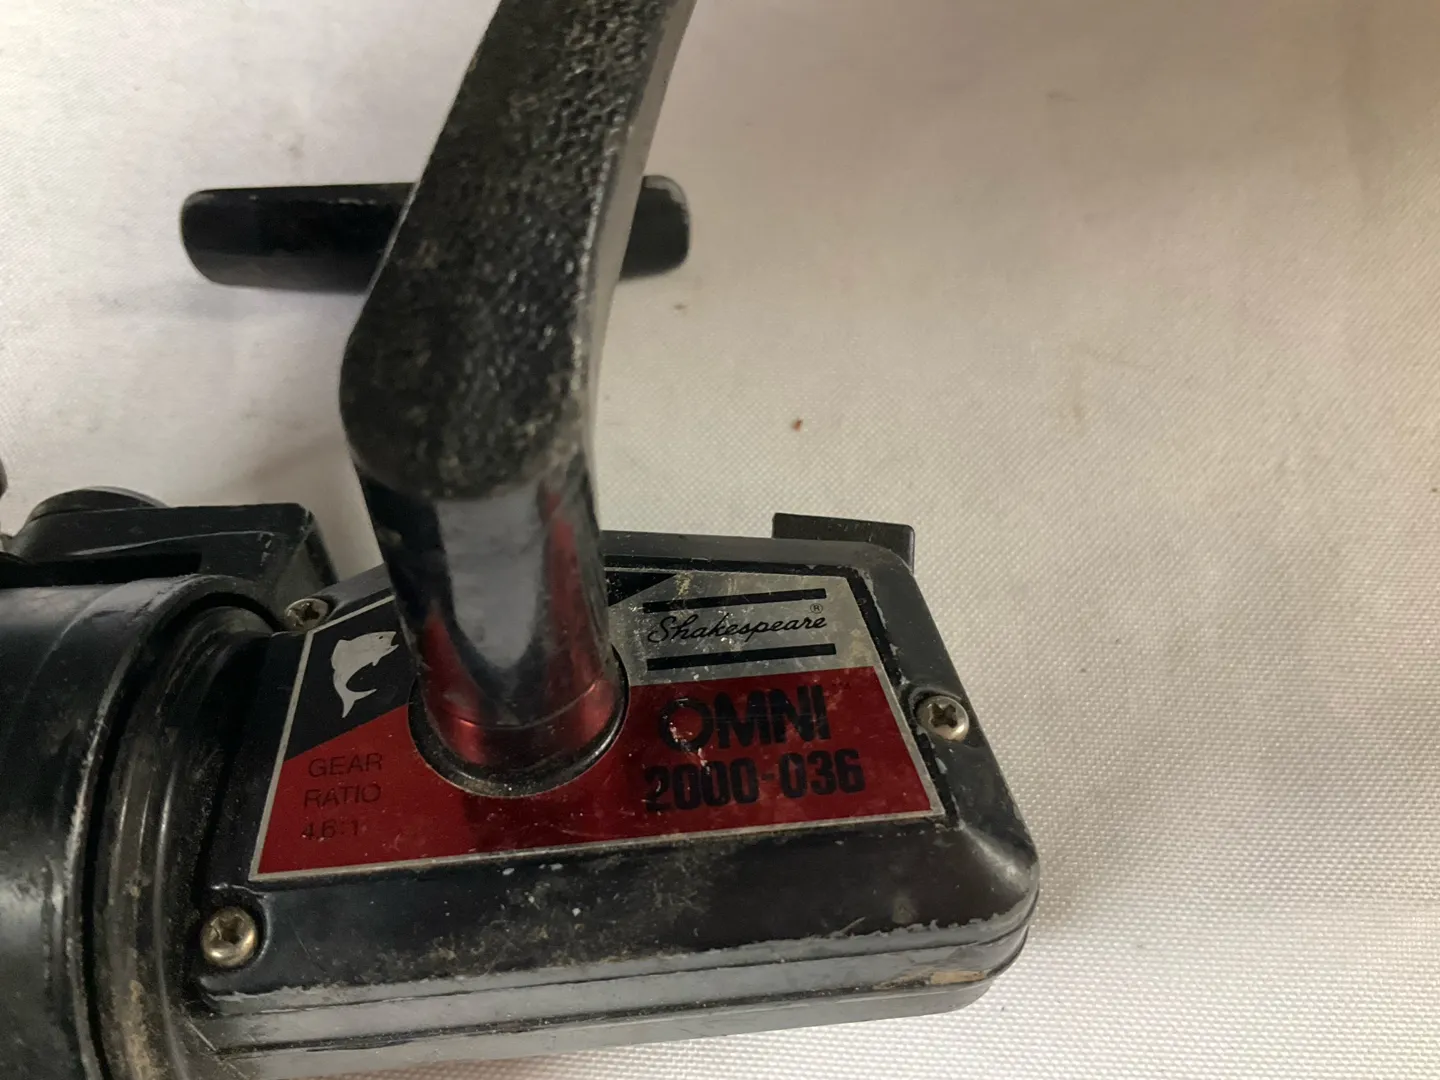 Shakespeare®
OMNI
2000-036
GEAR
RATIO
4.6:1